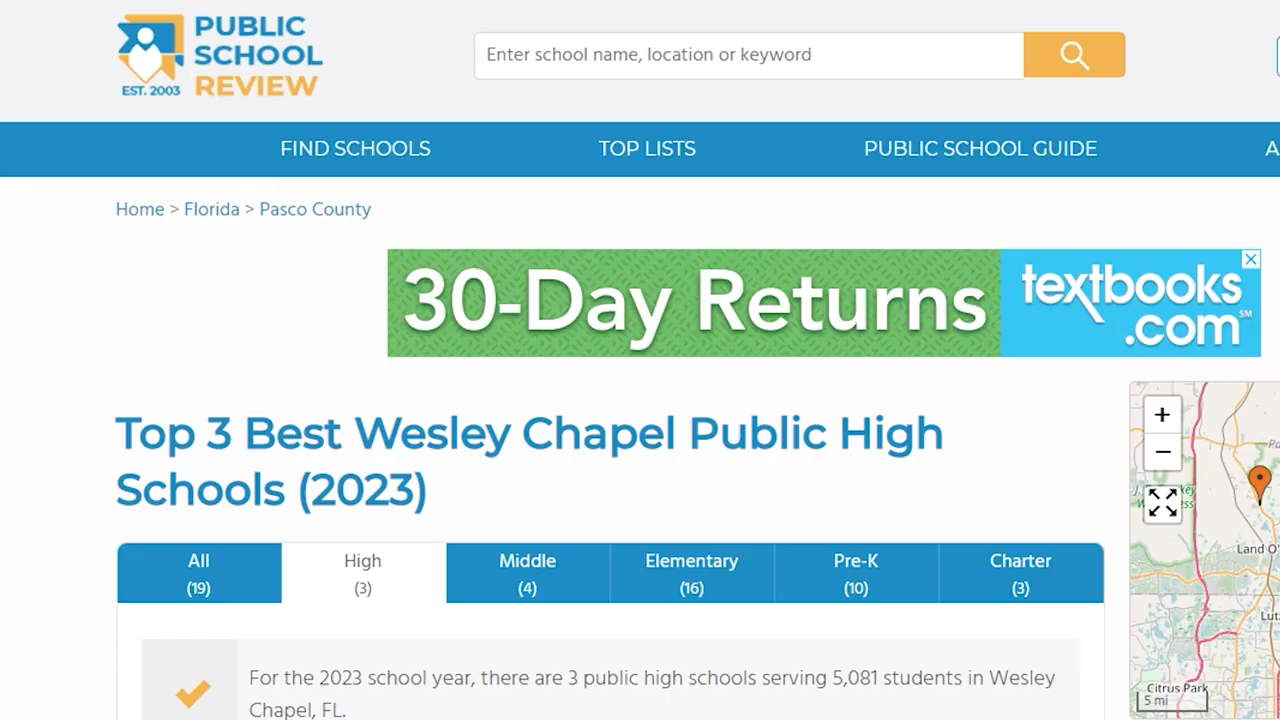 PUBLIC
SCHOOL
REVIEW
EST. 2003
Enter school name, location or keyword
FIND SCHOOLS
TOP LISTS
PUBLIC SCHOOL GUIDE
A
Home > Florida > Pasco County
30-Day Returns
textbooks
.com
SM
Top 3 Best Wesley Chapel Public High
Schools (2023)
+
−
Land O'
Lut
Citrus Park
5 mi
All
(19)
High
(3)
Middle
(4)
Elementary
(16)
Pre-K
(10)
Charter
(3)
For the 2023 school year, there are 3 public high schools serving 5,081 students in Wesley
Chapel, FL.